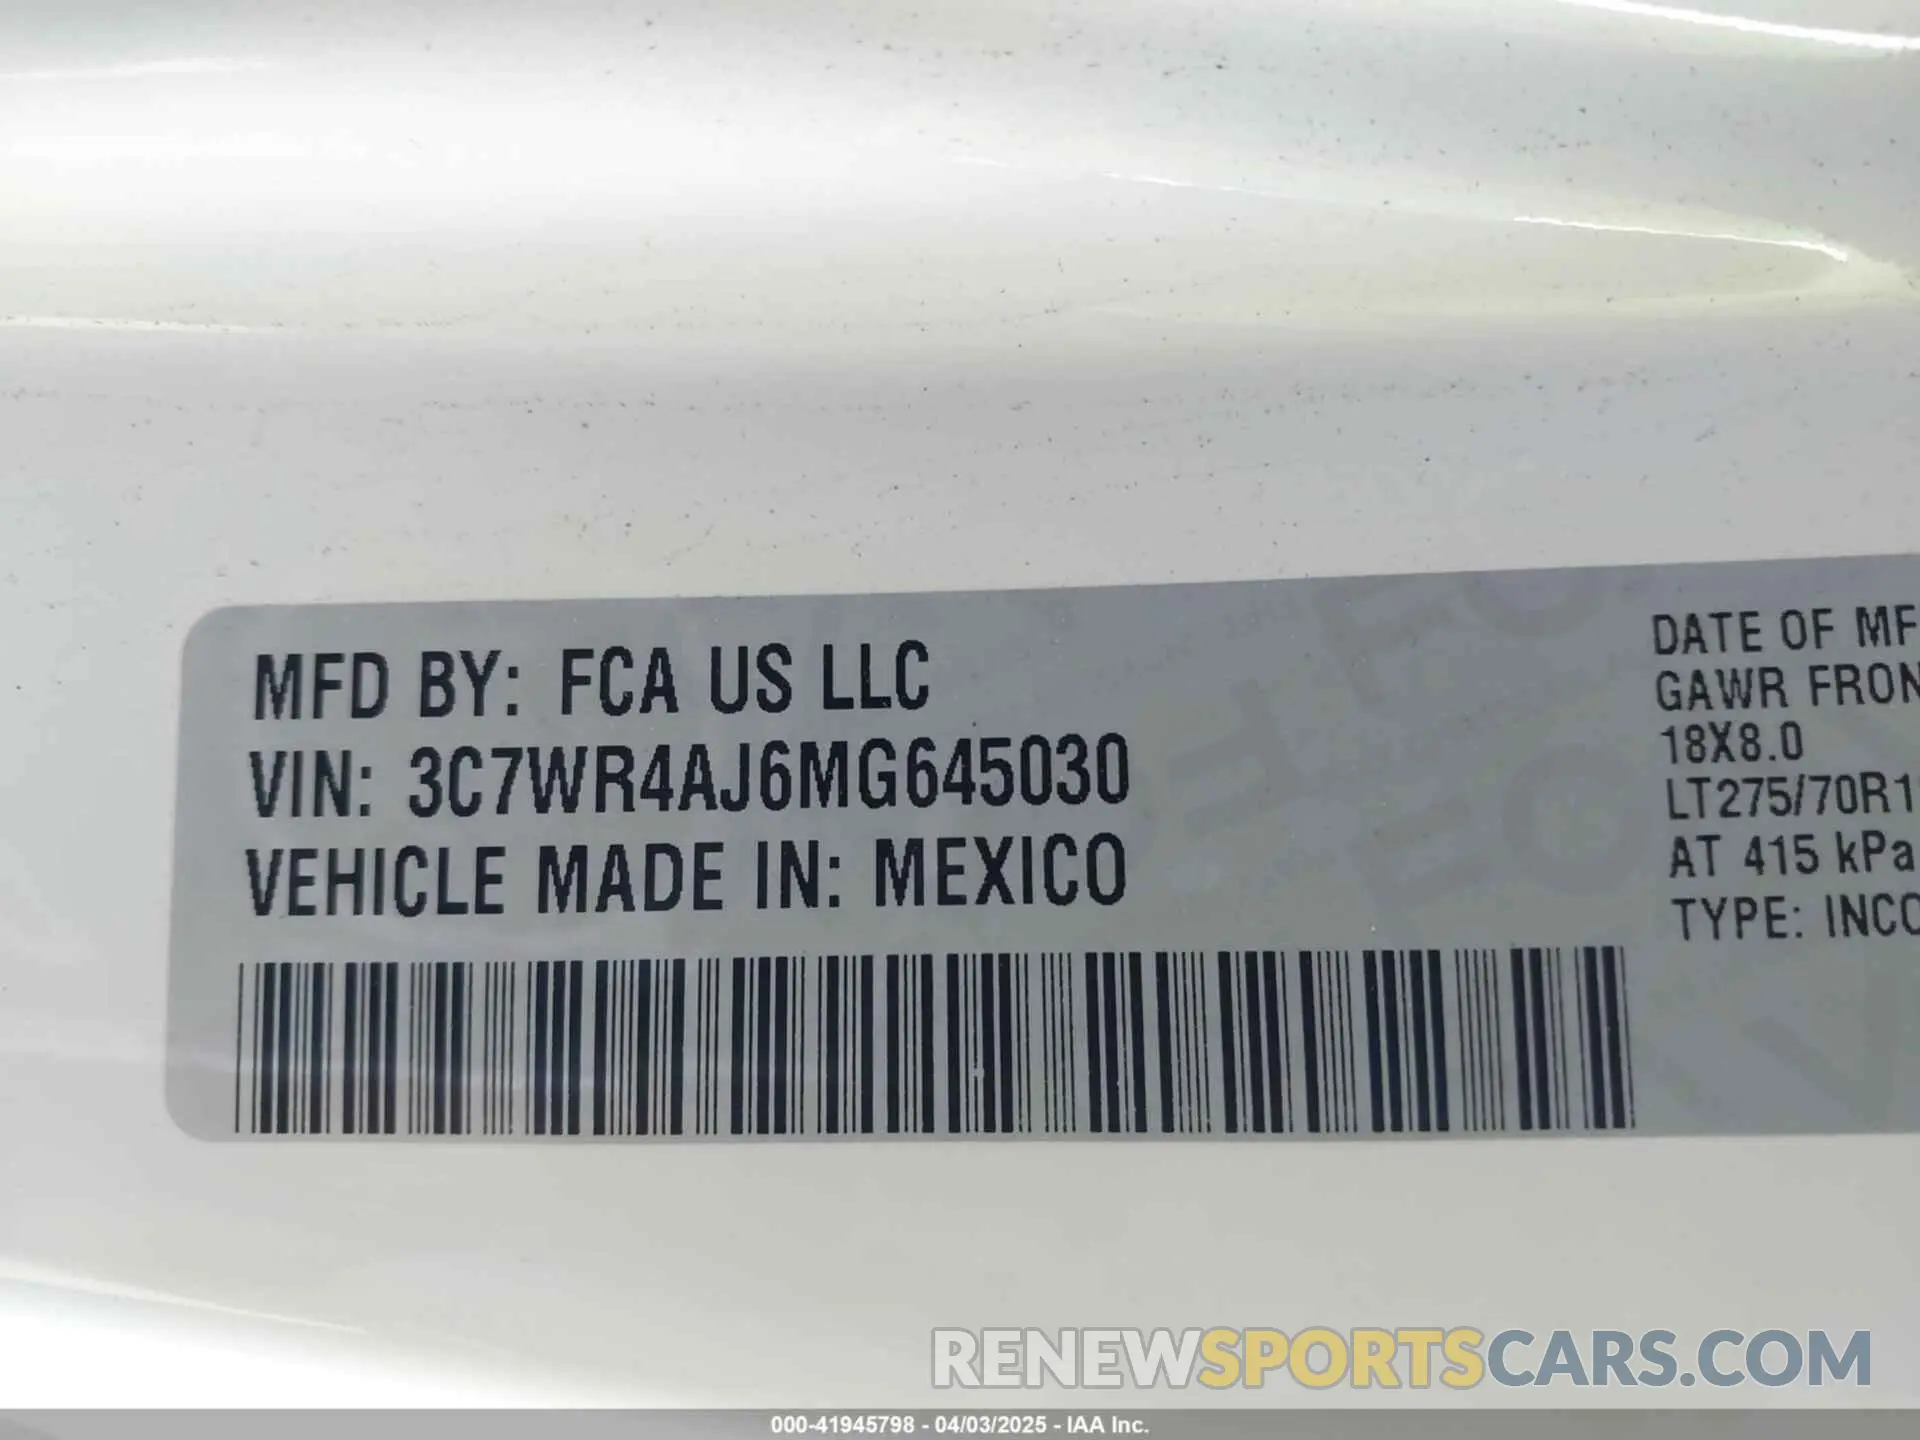 MFD BY: FCA US LLC
VIN: 3C7WR4AJ6MG645030
VEHICLE MADE IN: MEXICO
DATE OF MF
GAWR FRON
18X8.0
LT275/70R1
AT 415 kPa
TYPE: INCO
RENEWSPORTSCARS.COM
000-41945798 - 04/03/2025 - IAA Inc.